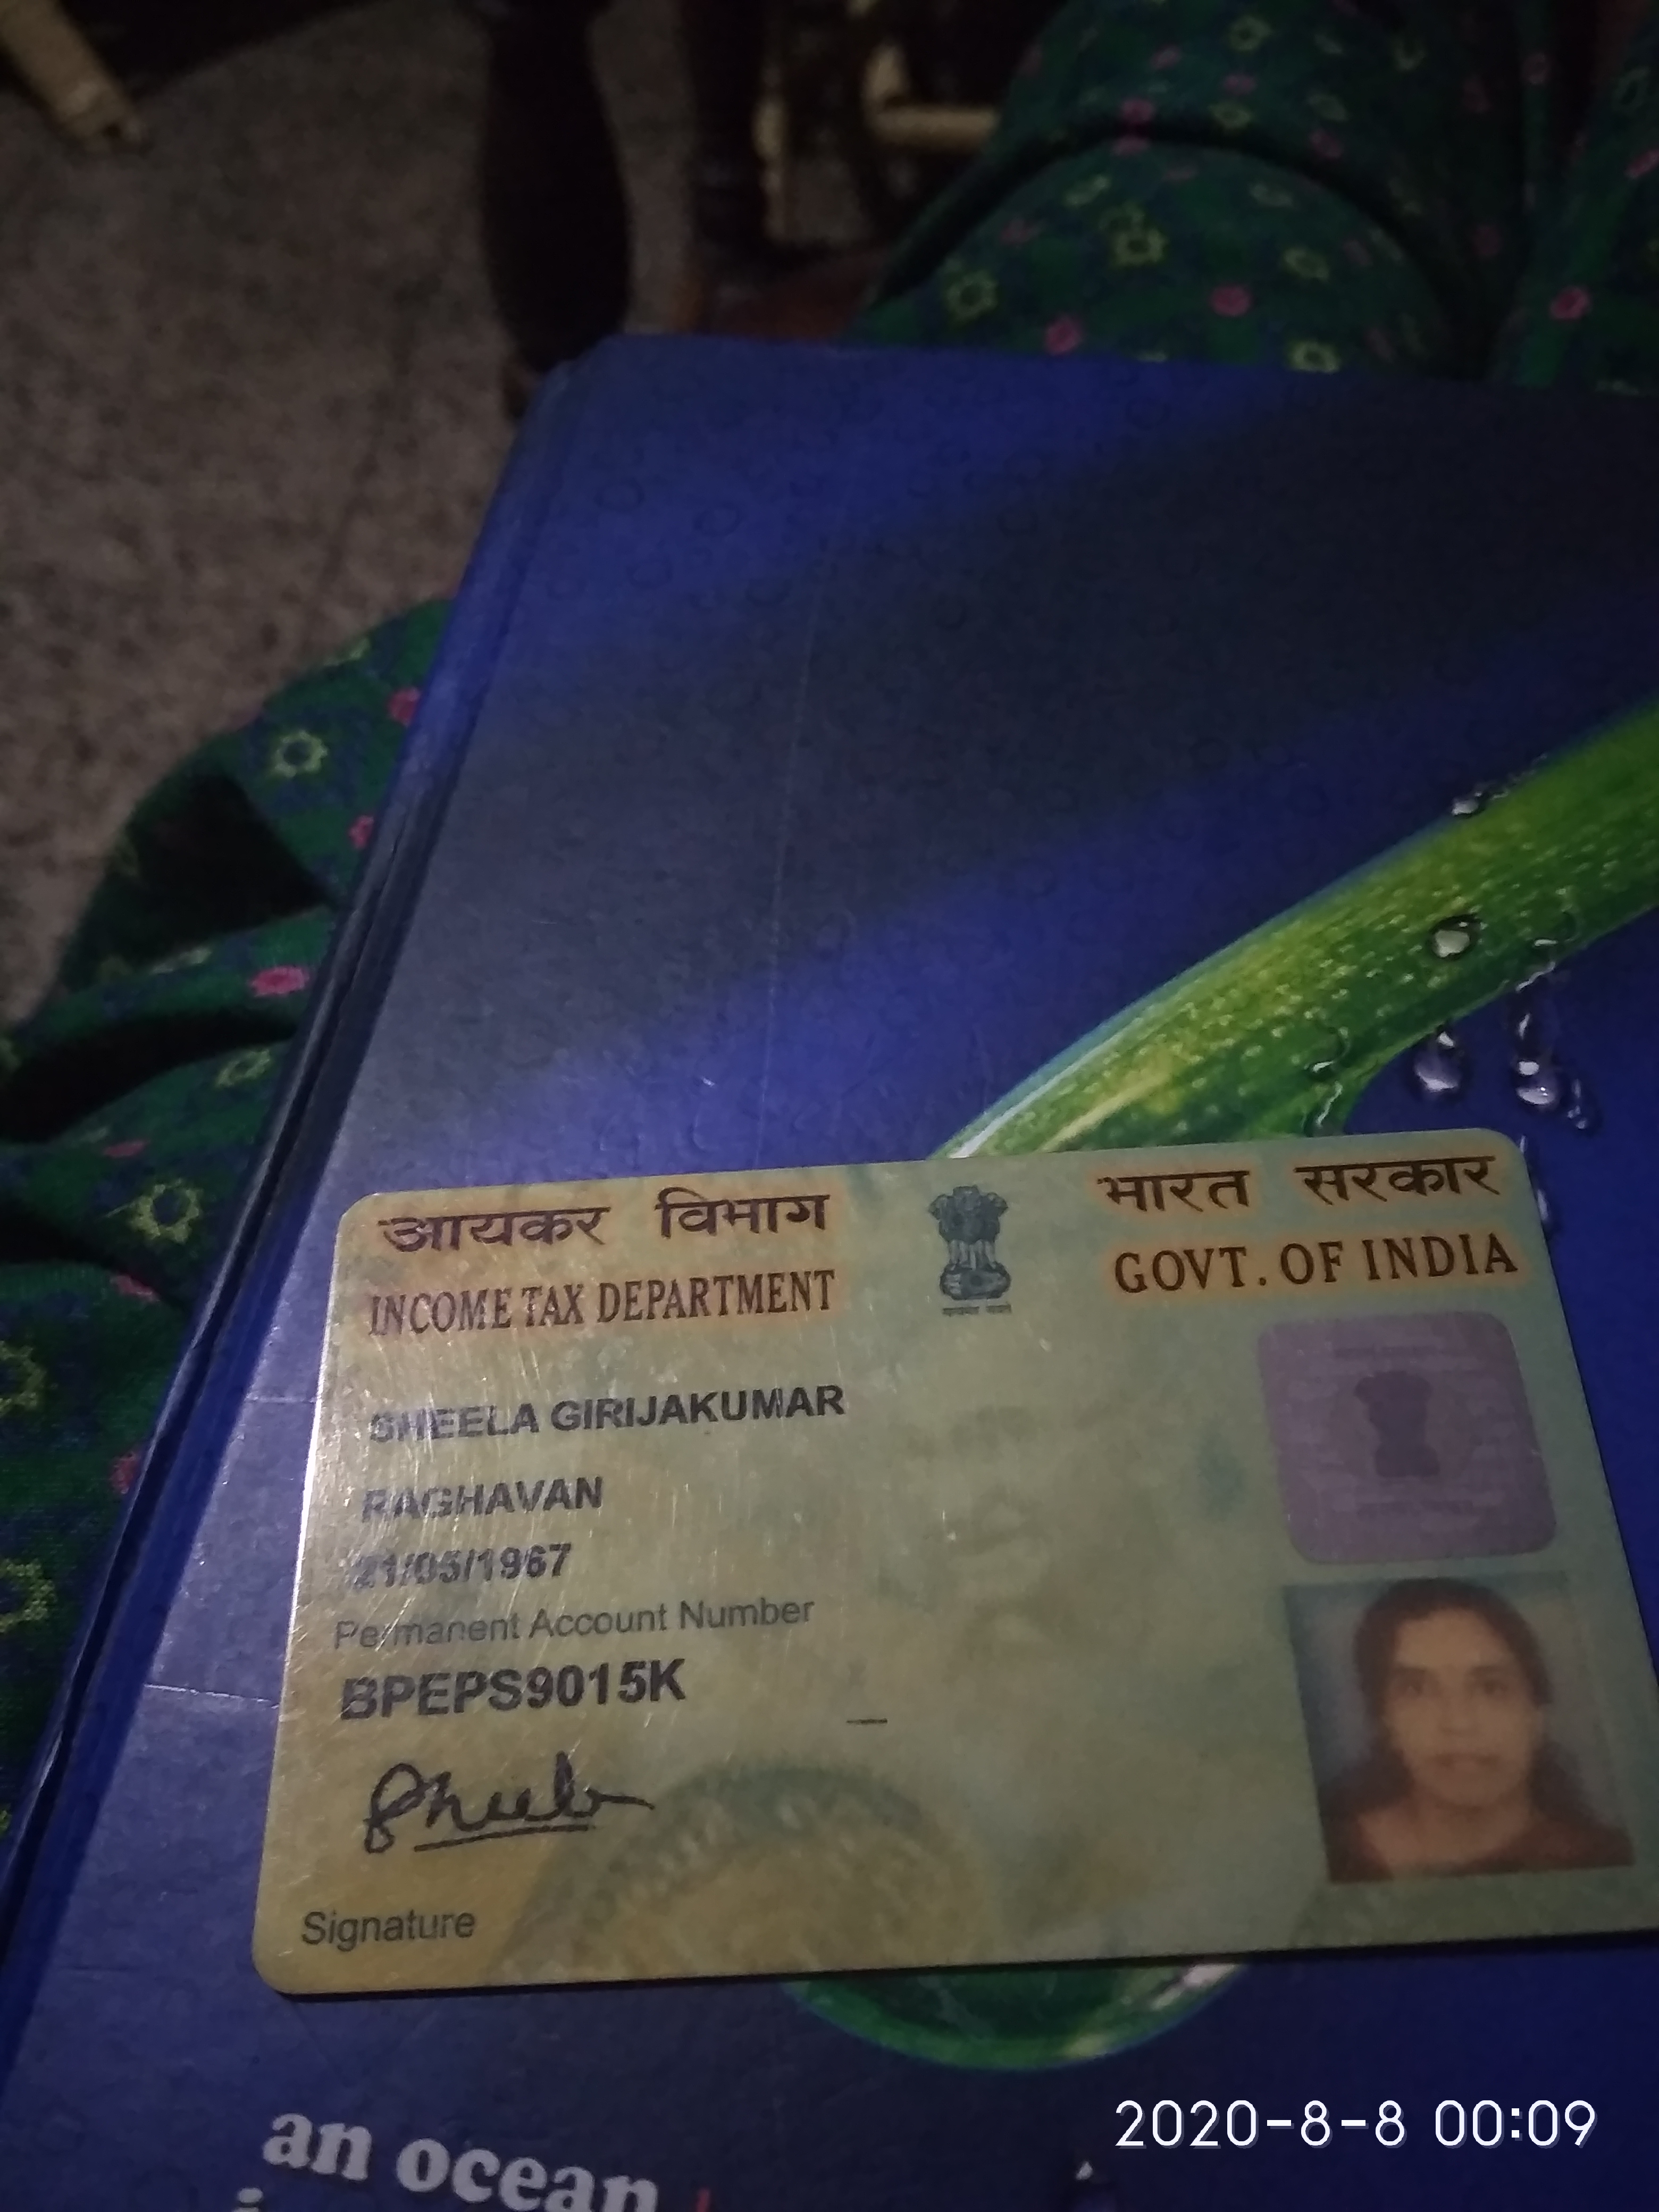 आयकर विभाग
INCOME TAX DEPARTMENT
भारत सरकार
GOVT. OF INDIA
SHEELA GIRIJAKUMAR
RAGHAVAN
21/05/1967
Permanent Account Number
BPEPS9015K
Sheela
Signature
an ocean
2020-8-8 00:09